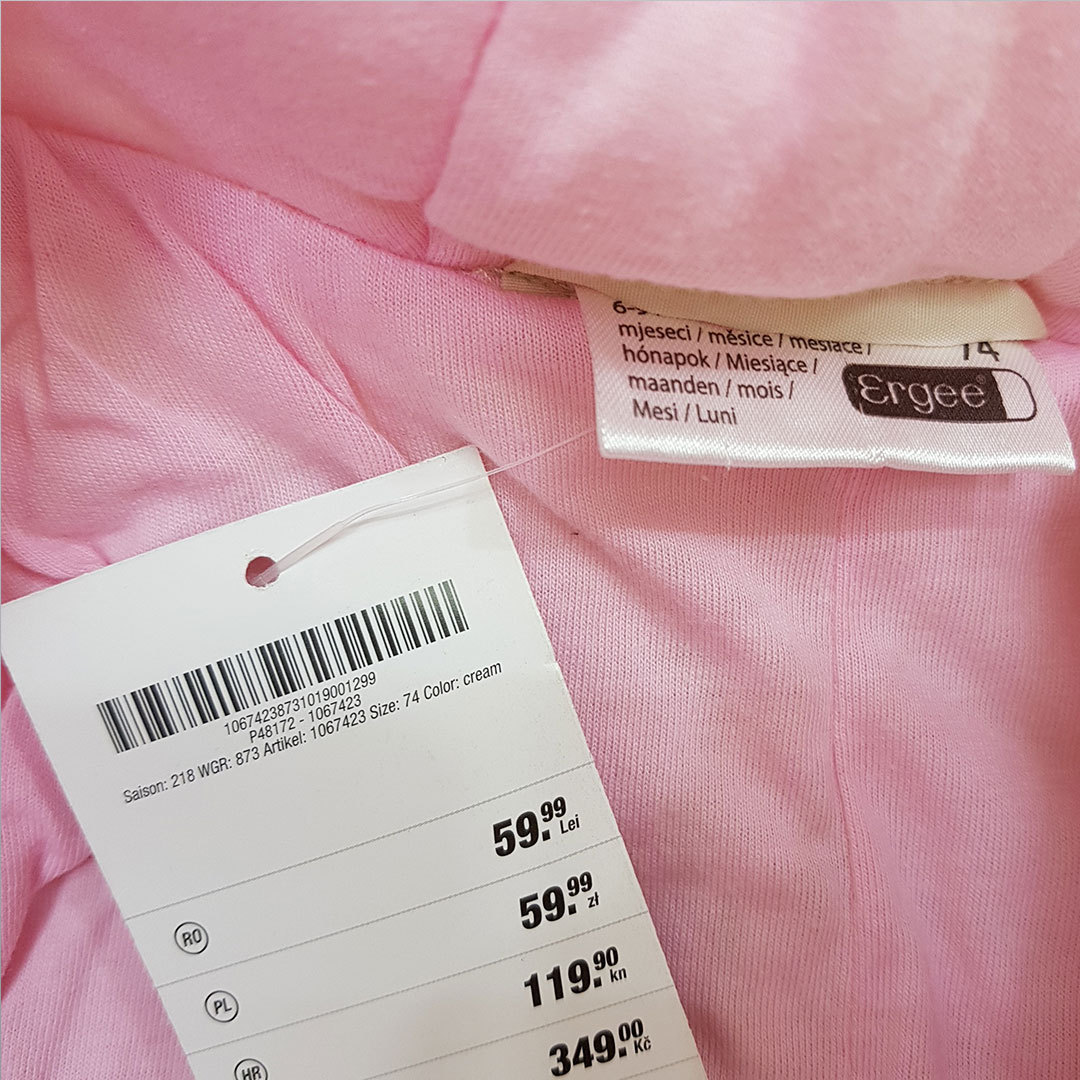 mjeseci / měsíce / mesiace /
hónapok / Miesiące /
maanden / mois /
Mesi / Luni
74
Ergee®
10674238731019001299
P48172 - 1067423
Saison: 218 WGR: 873 Artikel: 1067423 Size: 74 Color: cream
59.99 Lei
RO
59.99 zł
PL
119.90 kn
HR
349.00 Kč